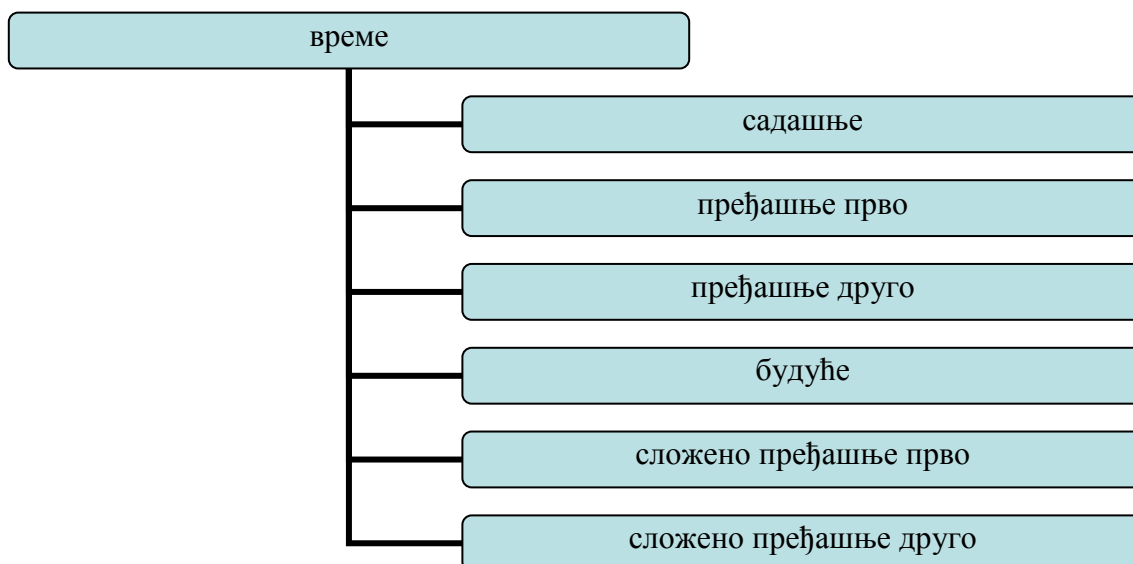 време
садашње
пређашње прво
пређашње друго
будуће
сложено пређашње прво
сложено пређашње друго